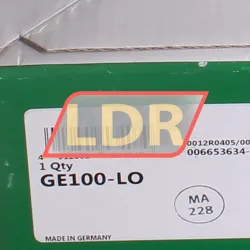 LDR
0012R0405/00
006653634-
1 Qty
GE100-LO
MA
228
MADE IN GERMANY